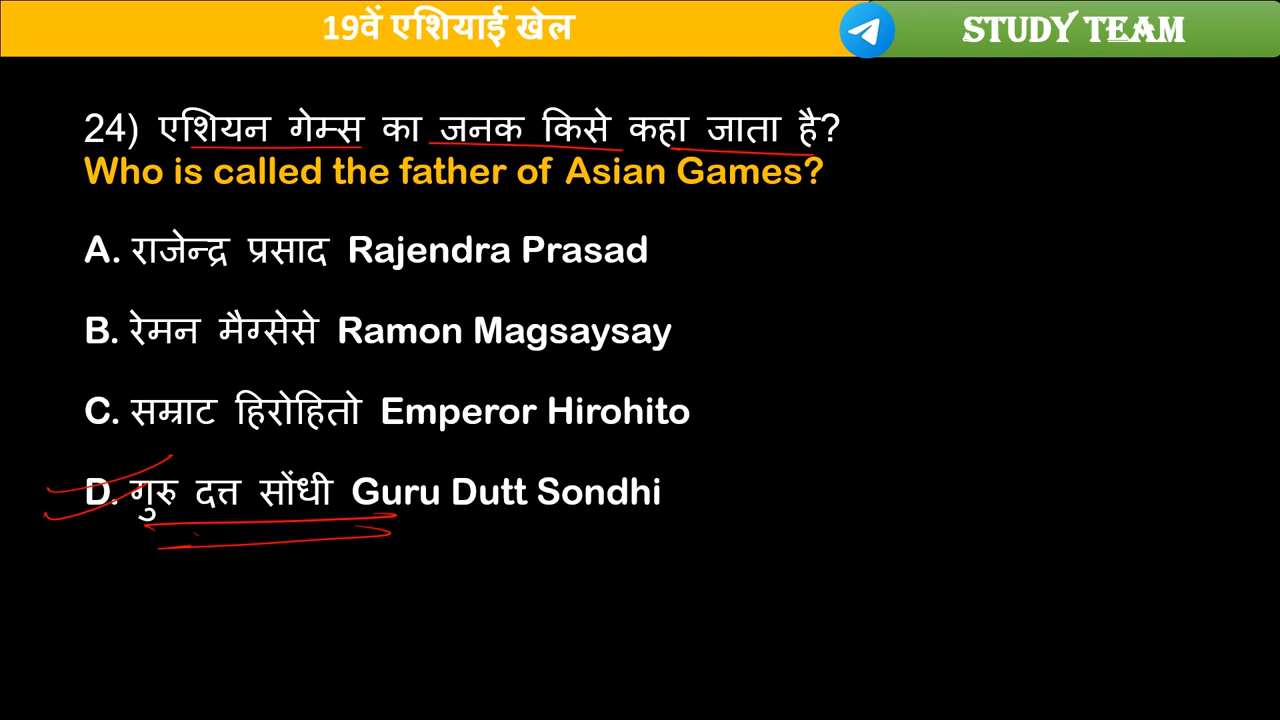 19वें एशियाई खेल
STUDY TEAM
24) एशियन गेम्स का जनक किसे कहा जाता है?
Who is called the father of Asian Games?
A. राजेन्द्र प्रसाद Rajendra Prasad
B. रेमन मैग्सेसे Ramon Magsaysay
C. सम्राट हिरोहितो Emperor Hirohito
D. गुरु दत्त सोंधी Guru Dutt Sondhi